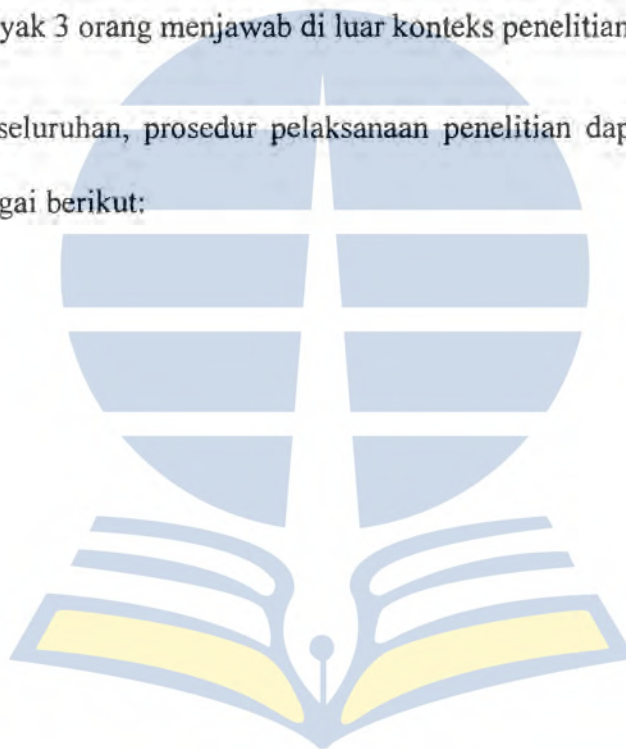 yak 3 orang menjawab di luar konteks penelitian
seluruhan, prosedur pelaksanaan penelitian dap
gai berikut: